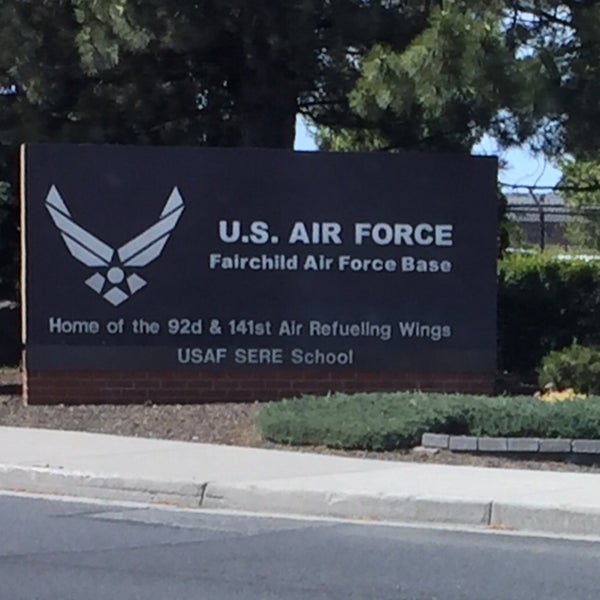 U.S. AIR FORCE
Fairchild Air Force Base
Home of the 92d & 141st Air Refueling Wings
USAF SERE School